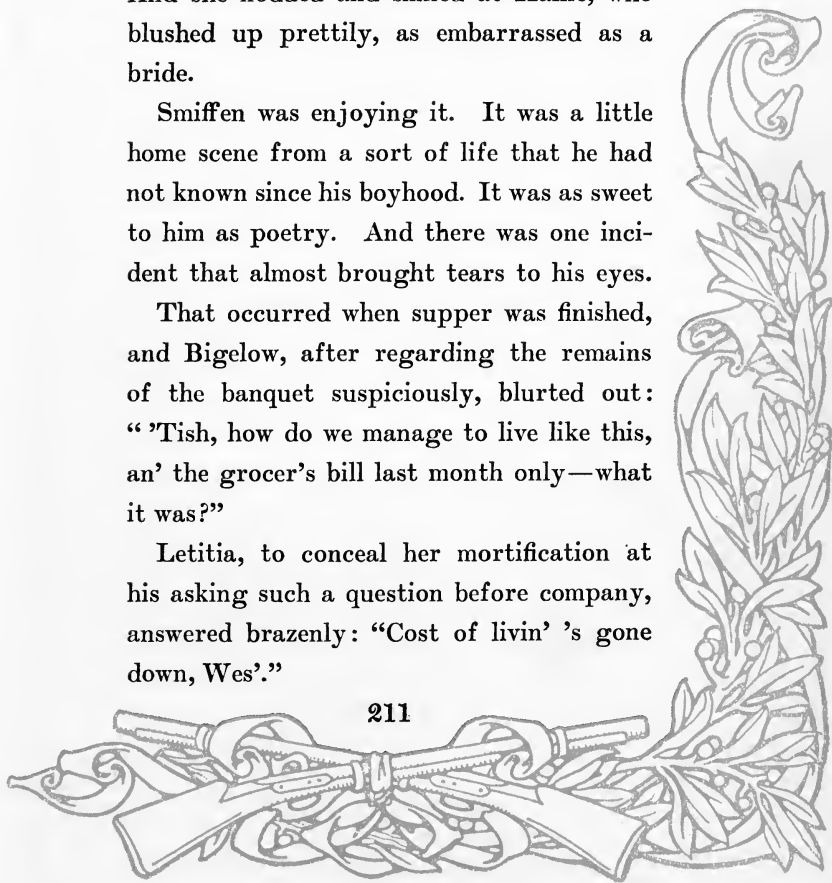 blushed up prettily, as embarrassed as a
bride.
Smiffen was enjoying it. It was a little
home scene from a sort of life that he had
not known since his boyhood. It was as sweet
to him as poetry. And there was one inci-
dent that almost brought tears to his eyes.
That occurred when supper was finished,
and Bigelow, after regarding the remains
of the banquet suspiciously, blurted out:
“ ’Tish, how do we manage to live like this,
an’ the grocer’s bill last month only—what
it was?”
Letitia, to conceal her mortification at
his asking such a question before company,
answered brazenly: “Cost of livin’ ’s gone
down, Wes’.”
211